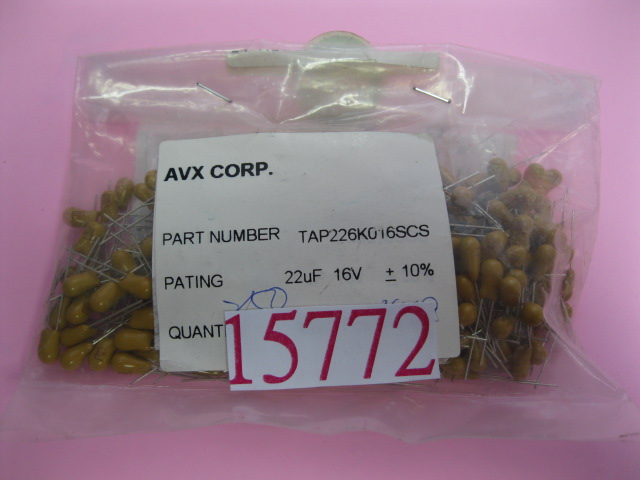 AVX CORP.
PART NUMBER TAP226K016SCS
PATING 22uF 16V ± 10%
QUANT
15772